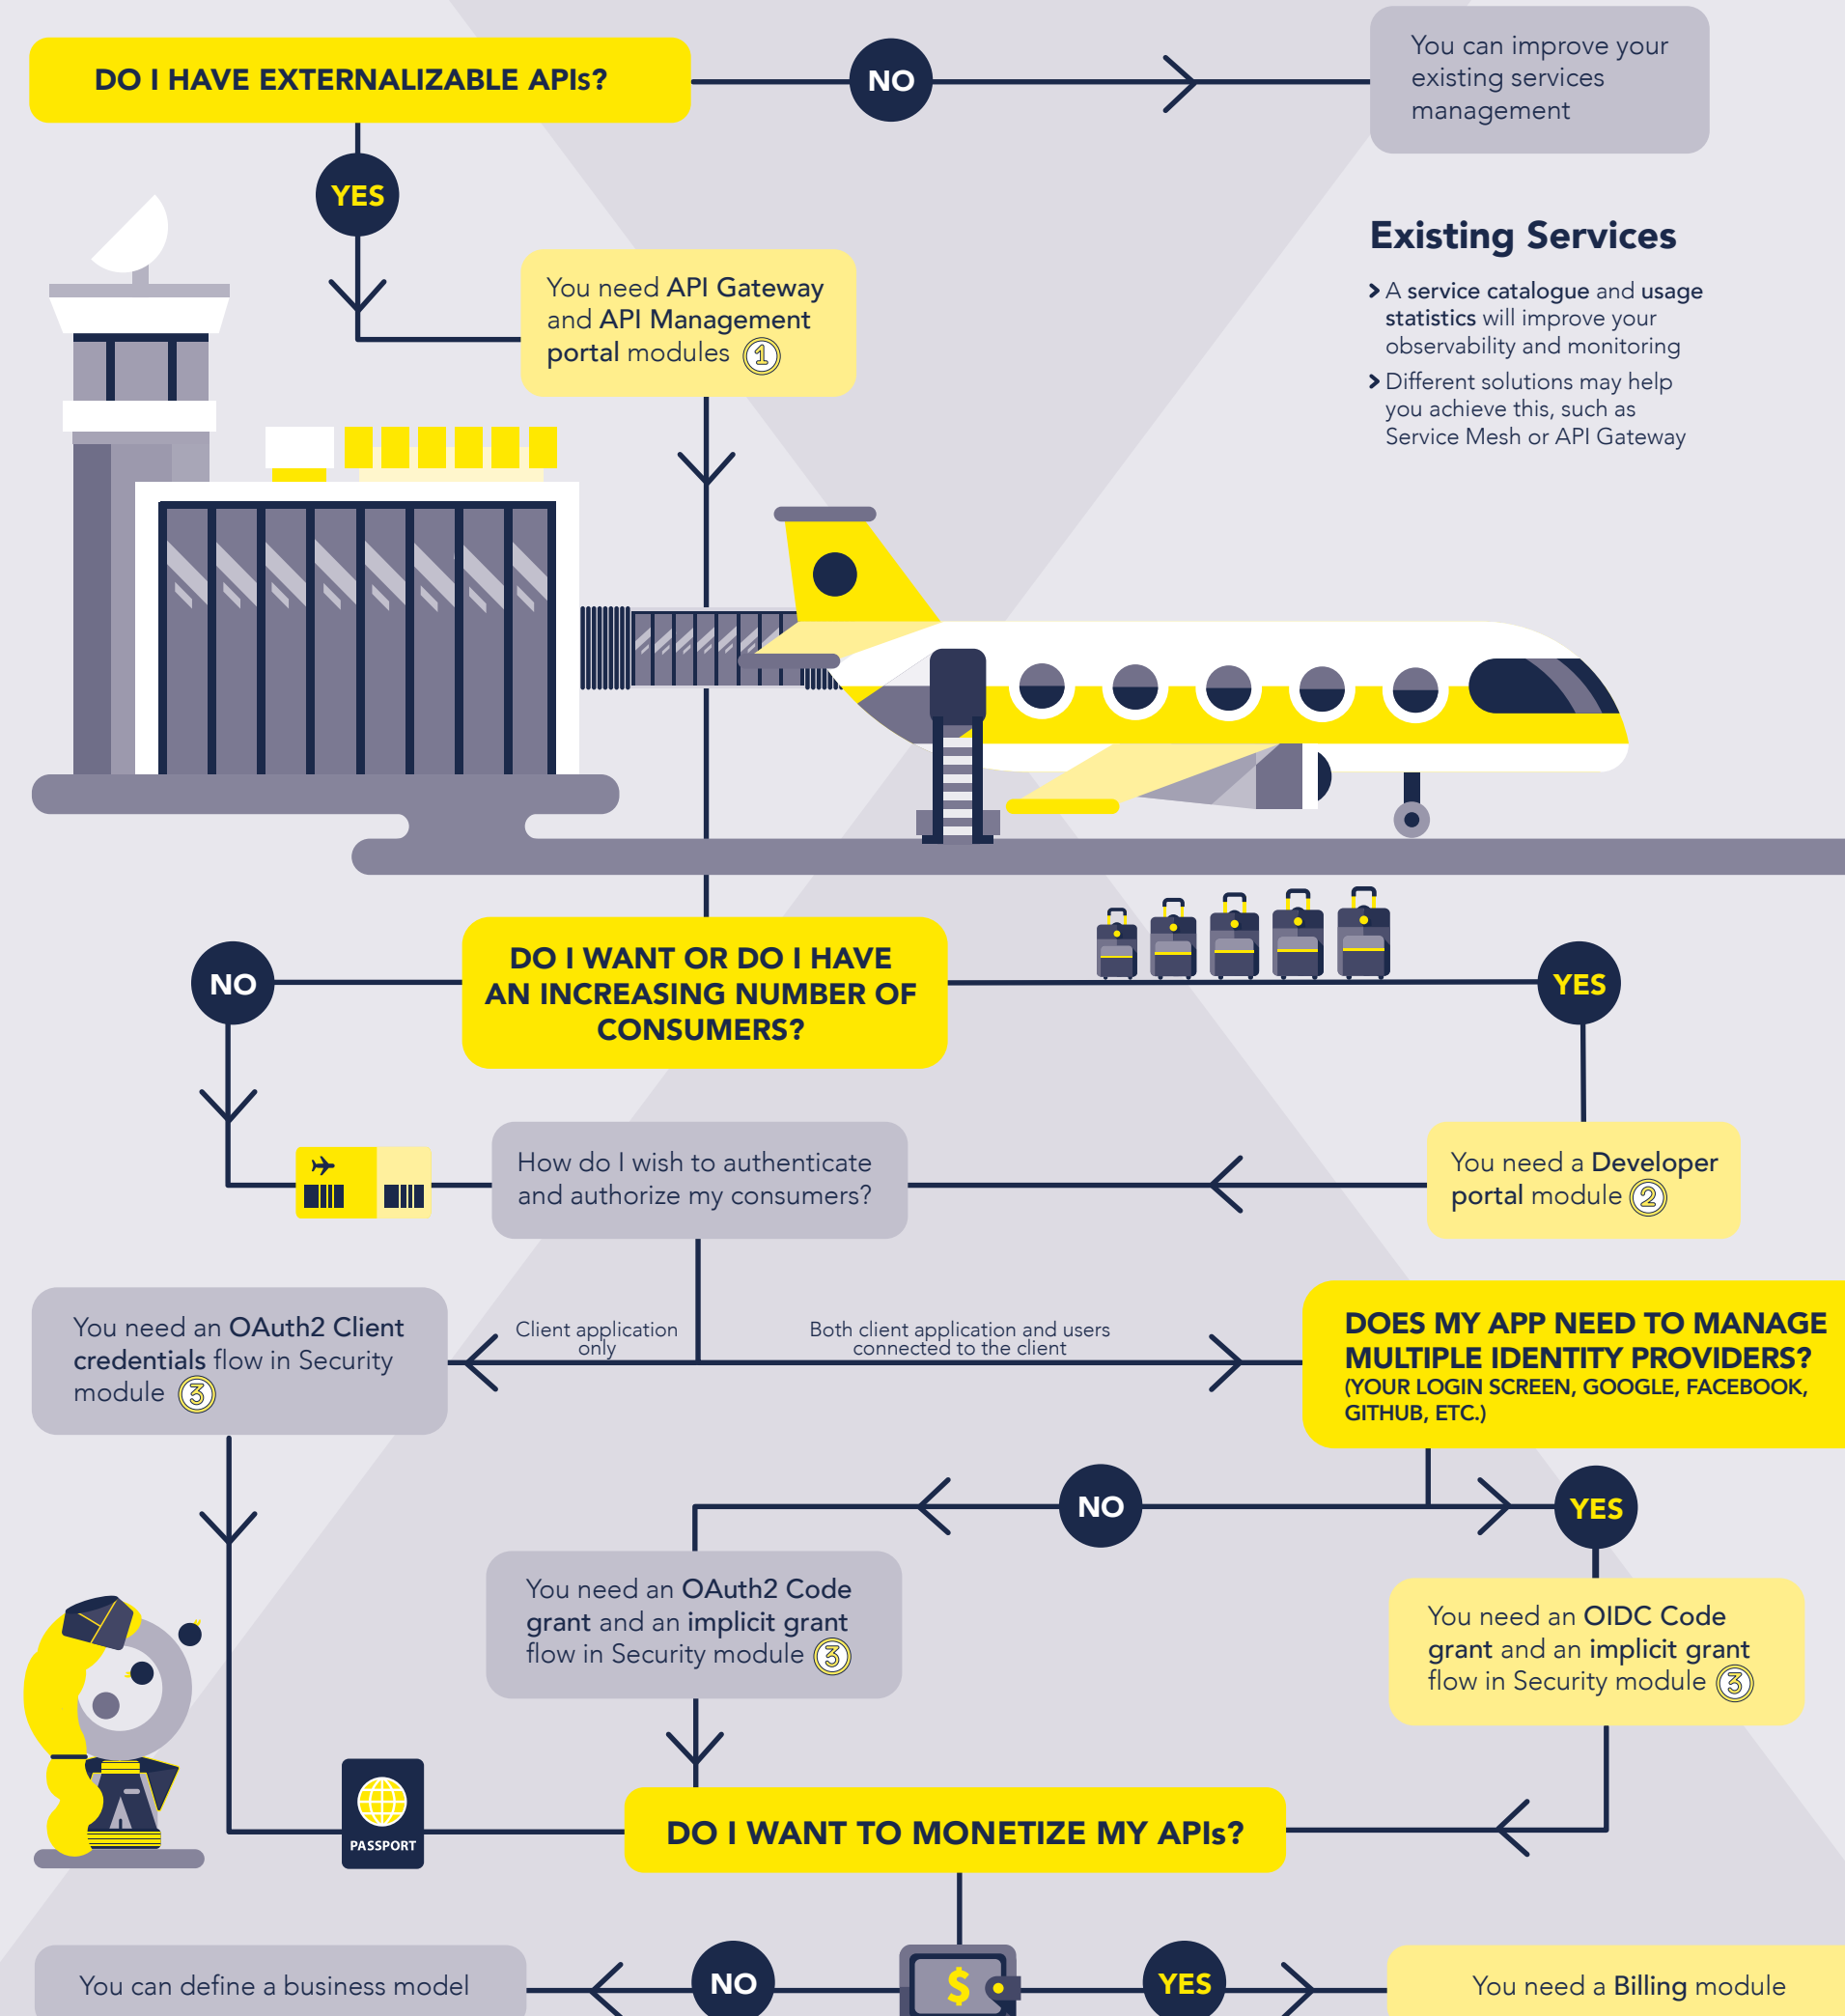 DO I HAVE EXTERNALIZABLE APIs?
NO
You can improve your
existing services
management
YES
You need API Gateway
and API Management
portal modules 1
Existing Services
A service catalogue and usage
statistics will improve your
observability and monitoring
Different solutions may help
you achieve this, such as
Service Mesh or API Gateway
DO I WANT OR DO I HAVE
AN INCREASING NUMBER OF
CONSUMERS?
NO
YES
How do I wish to authenticate
and authorize my consumers?
You need a Developer
portal module 2
You need an OAuth2 Client
credentials flow in Security
module 3
Client application
only
Both client application and users
connected to the client
DOES MY APP NEED TO MANAGE
MULTIPLE IDENTITY PROVIDERS?
(YOUR LOGIN SCREEN, GOOGLE, FACEBOOK,
GITHUB, ETC.)
NO
YES
You need an OAuth2 Code
grant and an implicit grant
flow in Security module 3
You need an OIDC Code
grant and an implicit grant
flow in Security module 3
PASSPORT
DO I WANT TO MONETIZE MY APIs?
You can define a business model
NO
$
YES
You need a Billing module